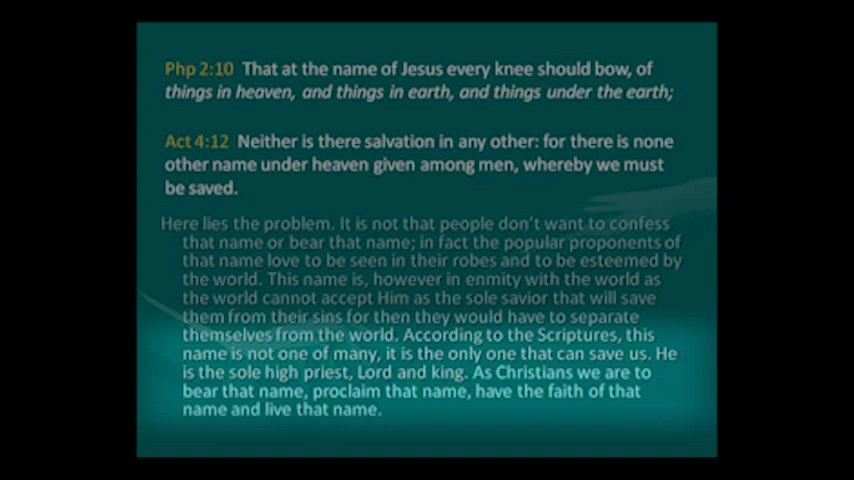 Php 2:10 That at the name of Jesus every knee should bow, of
things in heaven, and things in earth, and things under the earth;
Act 4:12 Neither is there salvation in any other: for there is none
other name under heaven given among men, whereby we must
be saved.
Here lies the problem. It is not that people don't want to confess
that name or bear that name; in fact the popular proponents of
that name love to be seen in their robes and to be esteemed by
the world. This name is, however in enmity with the world as
the world cannot accept Him as the sole savior that will save
them from their sins for then they would have to separate
themselves from the world. According to the Scriptures, this
name is not one of many, it is the only one that can save us. He
is the sole high priest, Lord and king. As Christians we are to
bear that name, proclaim that name, have the faith of that
name and live that name.